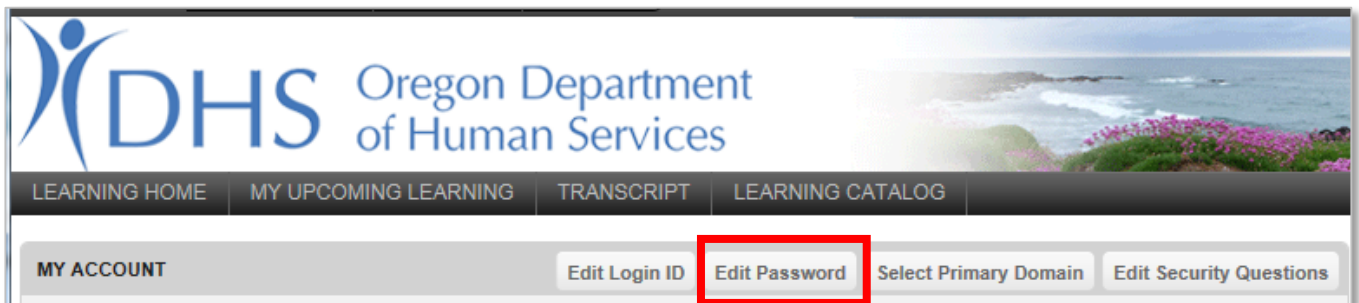 DHS Oregon Department
of Human Services
LEARNING HOME MY UPCOMING LEARNING TRANSCRIPT LEARNING CATALOG
MY ACCOUNT Edit Login ID Edit Password Select Primary Domain Edit Security Questions